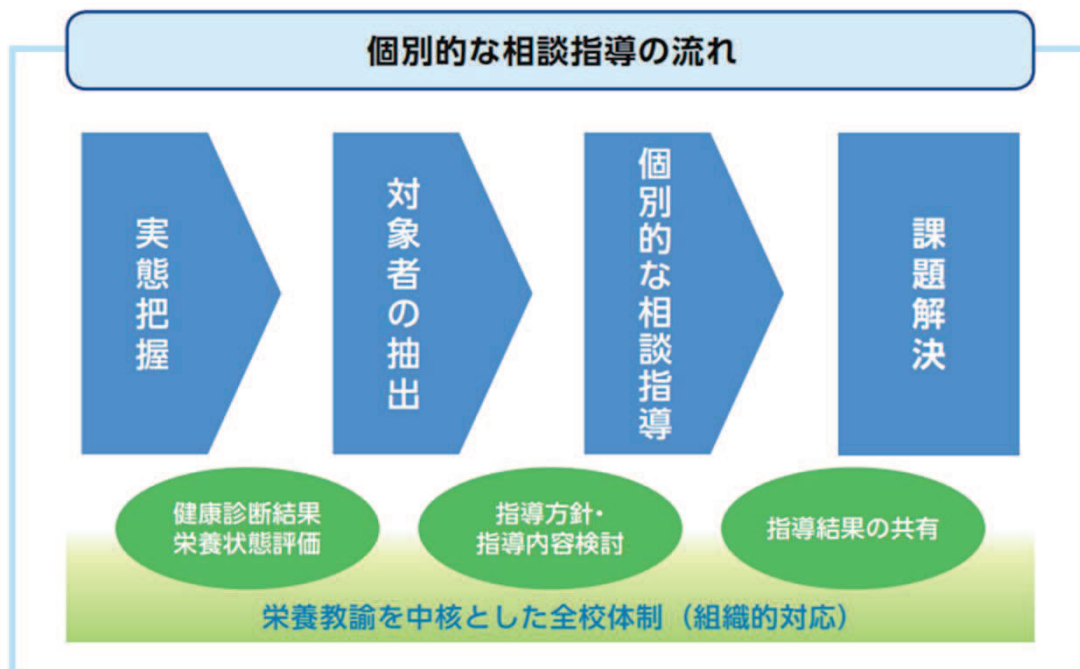 個別的な相談指導の流れ
実態把握
対象者の抽出
個別的な相談指導
課題解決
健康診断結果
栄養状態評価
指導方針・
指導内容検討
指導結果の共有
栄養教諭を中核とした全校体制（組織的対応）